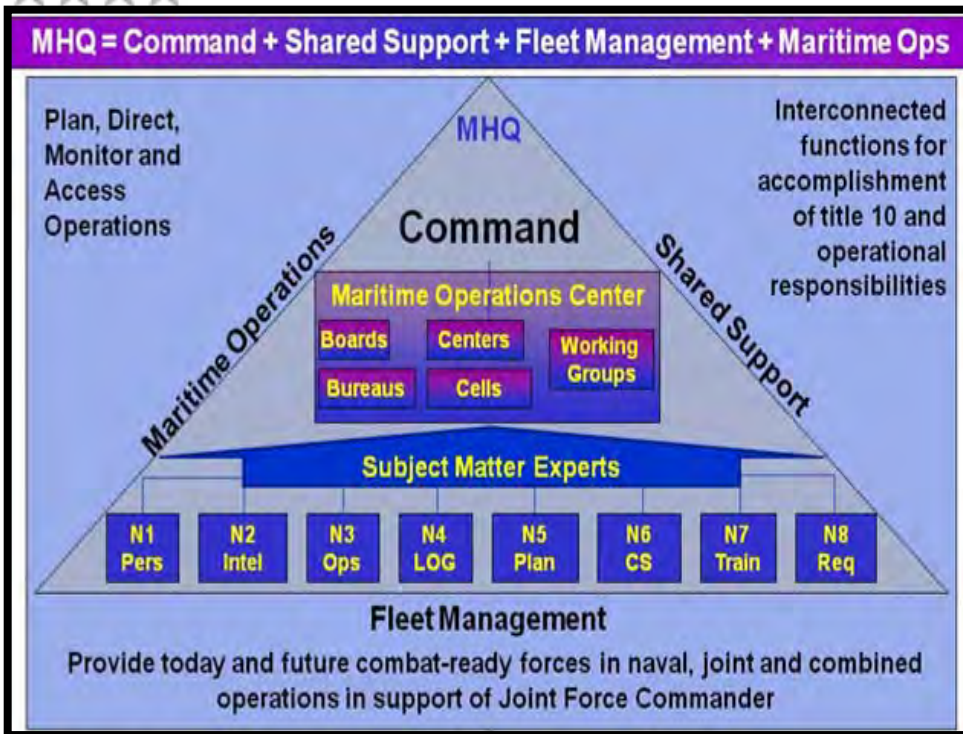 MHQ = Command + Shared Support + Fleet Management + Maritime Ops
Plan, Direct,
Monitor and
Access
Operations
Interconnected
functions for
accomplishment
of title 10 and
operational
responsibilities
MHQ
Command
Maritime Operations
Shared Support
Maritime Operations Center
Boards
Centers
Working
Groups
Bureaus
Cells
Subject Matter Experts
N1
Pers
N2
Intel
N3
Ops
N4
LOG
N5
Plan
N6
CS
N7
Train
N8
Req
Fleet Management
Provide today and future combat-ready forces in naval, joint and combined
operations in support of Joint Force Commander